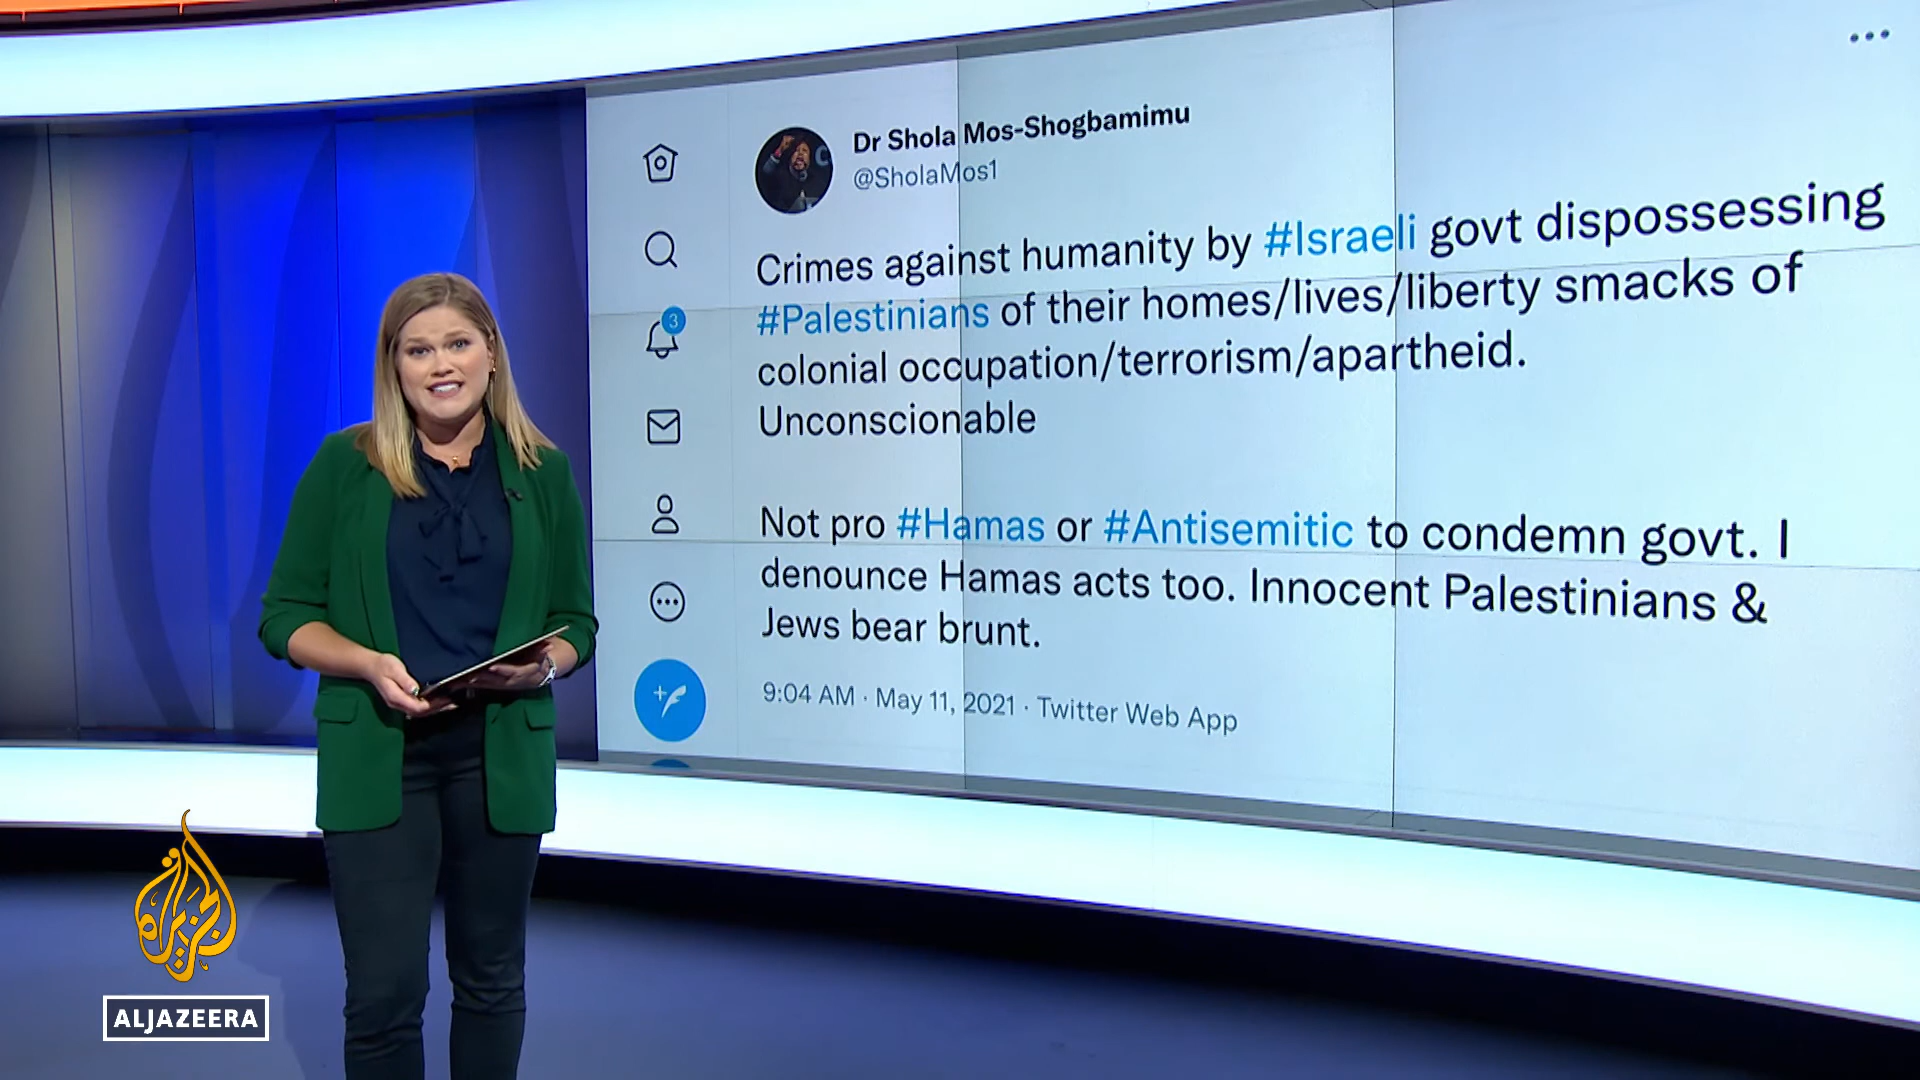 Dr Shola Mos-Shogbamimu
@SholaMos1
Crimes against humanity by #Israeli govt dispossessing
#Palestinians of their homes/lives/liberty smacks of
colonial occupation/terrorism/apartheid.
Unconscionable
3
Not pro #Hamas or #Antisemitic to condemn govt. I
denounce Hamas acts too. Innocent Palestinians &
Jews bear brunt.
9:04 AM · May 11, 2021 · Twitter Web App
الجزيرة
ALJAZEERA